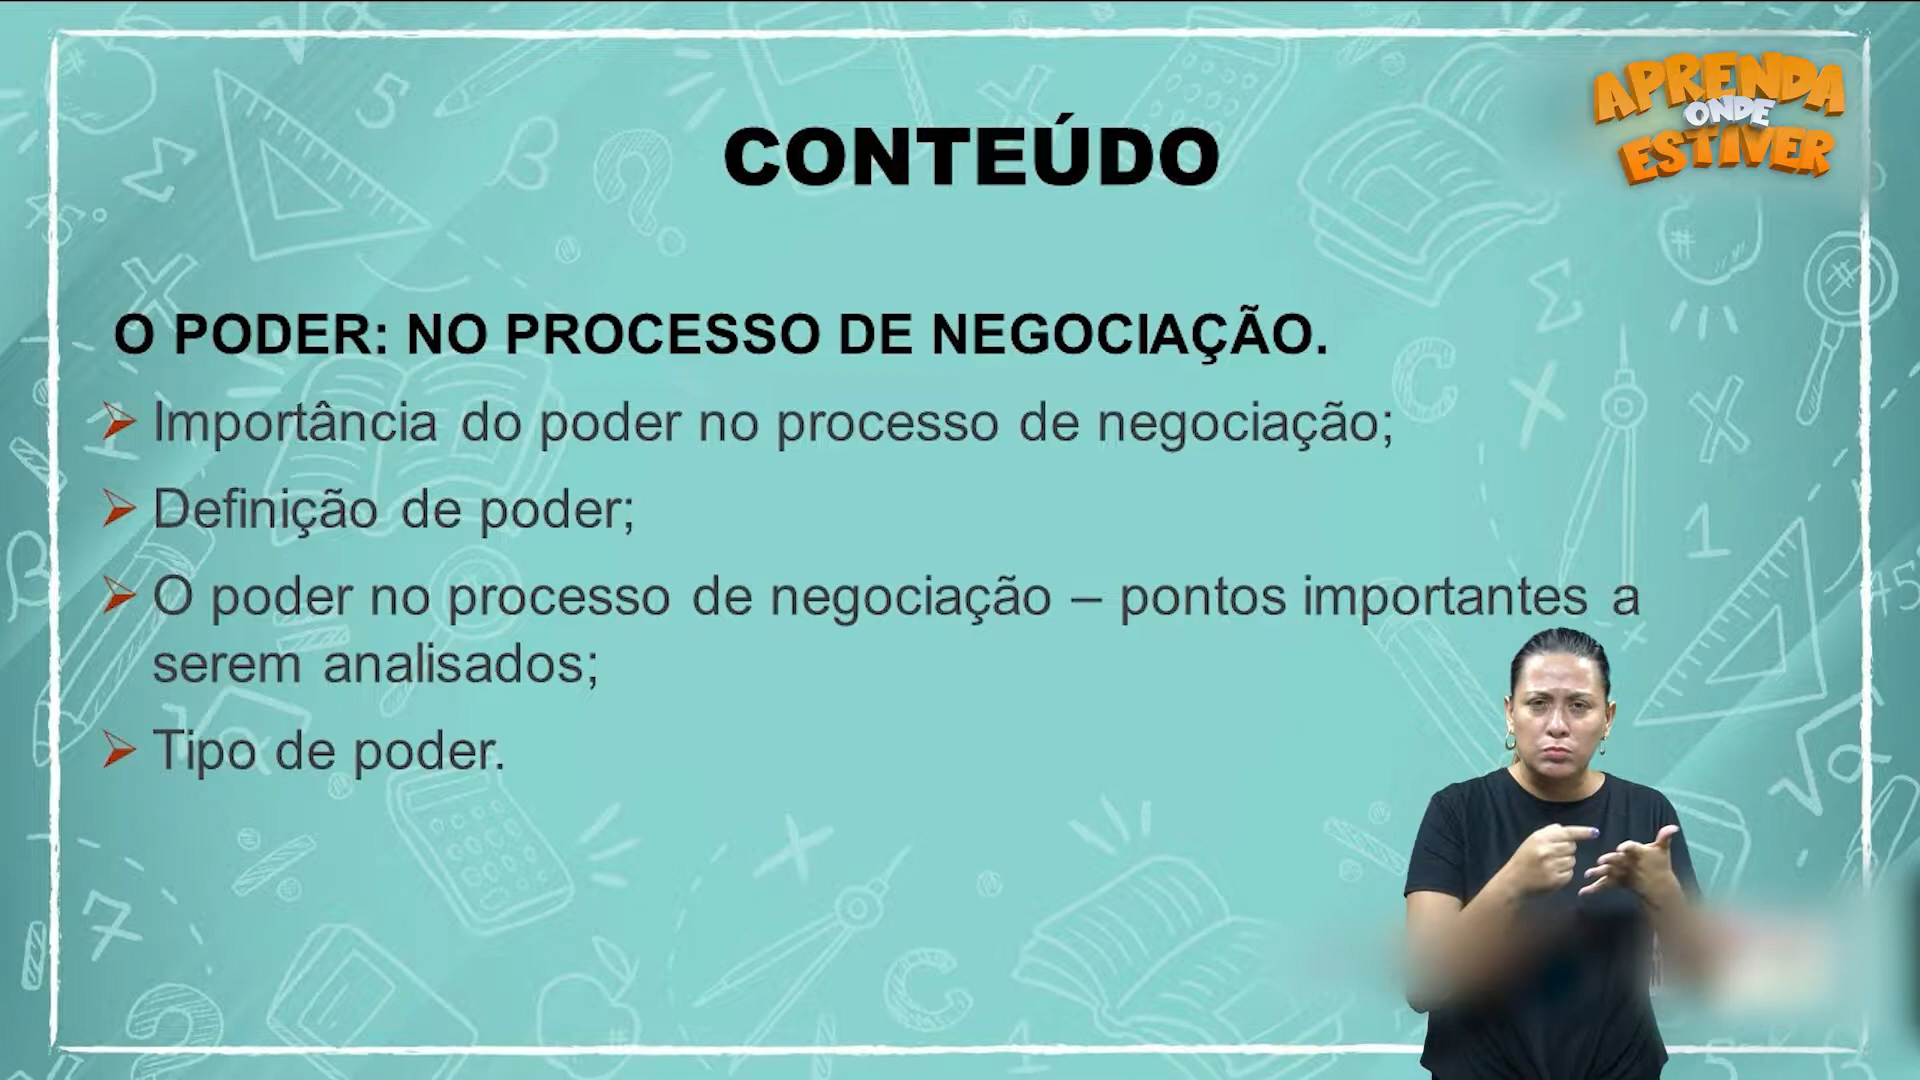 APRENDA
ONDE
ESTIVER
CONTEÚDO
O PODER: NO PROCESSO DE NEGOCIAÇÃO.
Importância do poder no processo de negociação;
Definição de poder;
O poder no processo de negociação – pontos importantes a
serem analisados;
Tipo de poder.